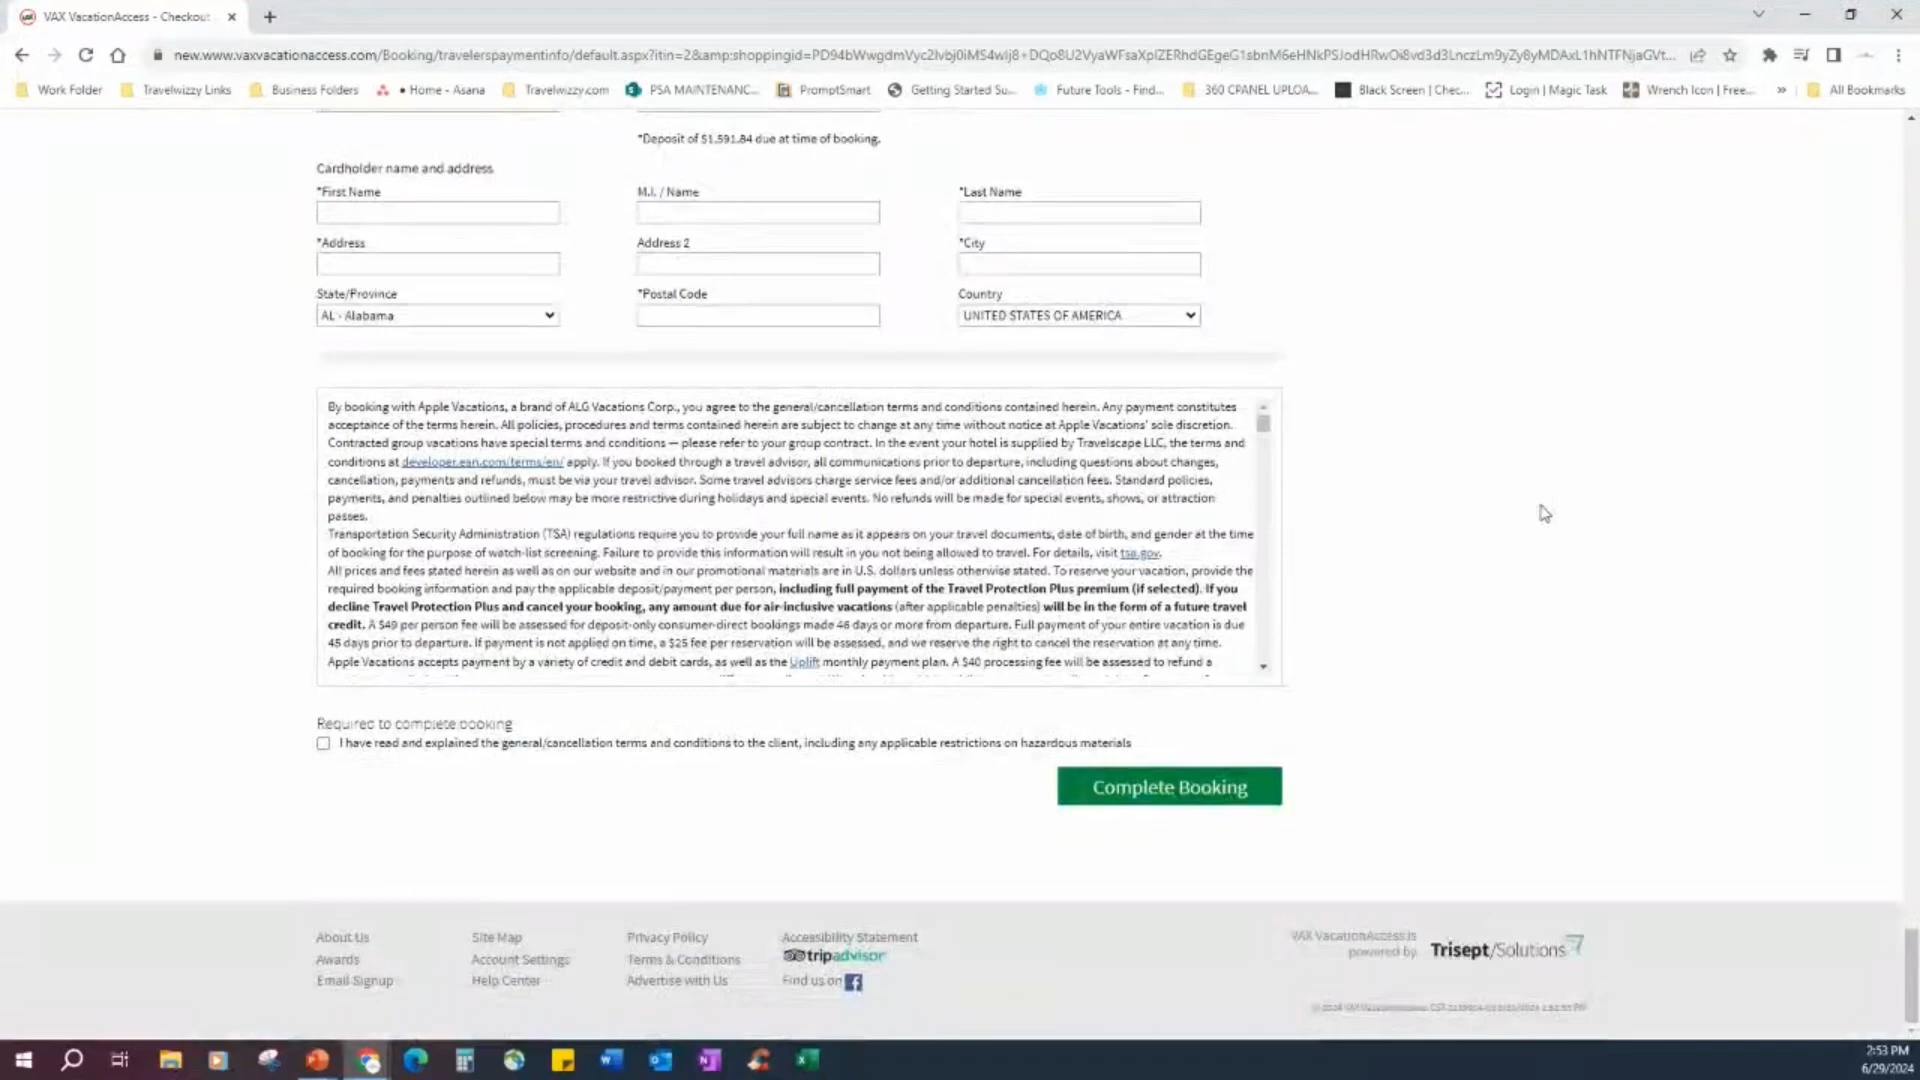 VAX VacationAccess - Checkout
new.www.vaxvacationaccess.com/Booking/travelerspaymentinfo/default.aspx?itin=2&amp;shoppingid=
Work Folder Travelwizzy Links Business Folders • Home - Asana Travelwizzy.com PSA MAINTENANC... PromptSmart Getting Started Su... Future Tools - Find... 360 CPANEL UPLOA... Black Screen | Chec... Login | Magic Task Wrench Icon | Free... » All Bookmarks
*Deposit of $1,591.84 due at time of booking.
Cardholder name and address
*First Name M.I. / Name *Last Name
*Address Address 2 *City
State/Province *Postal Code Country
AL - Alabama UNITED STATES OF AMERICA
By booking with Apple Vacations, a brand of ALG Vacations Corp., you agree to the general/cancellation terms and conditions contained herein. Any payment constitutes
acceptance of the terms herein. All policies, procedures and terms contained herein are subject to change at any time without notice at Apple Vacations' sole discretion.
Contracted group vacations have special terms and conditions — please refer to your group contract. In the event your hotel is supplied by Travelscape LLC, the terms and
conditions at developer.ean.com/terms/en/ apply. If you booked through a travel advisor, all communications prior to departure, including questions about changes,
cancellation, payments and refunds, must be via your travel advisor. Some travel advisors charge service fees and/or additional cancellation fees. Standard policies,
payments, and penalties outlined below may be more restrictive during holidays and special events. No refunds will be made for special events, shows, or attraction
passes.
Transportation Security Administration (TSA) regulations require you to provide your full name as it appears on your travel documents, date of birth, and gender at the time
of booking for the purpose of watch-list screening. Failure to provide this information will result in you not being allowed to travel. For details, visit tsa.gov.
All prices and fees stated herein as well as on our website and in our promotional materials are in U.S. dollars unless otherwise stated. To reserve your vacation, provide the
required booking information and pay the applicable deposit/payment per person, including full payment of the Travel Protection Plus premium (if selected). If you
decline Travel Protection Plus and cancel your booking, any amount due for air-inclusive vacations (after applicable penalties) will be in the form of a future travel
credit. A $49 per person fee will be assessed for deposit-only consumer-direct bookings made 46 days or more from departure. Full payment of your entire vacation is due
45 days prior to departure. If payment is not applied on time, a $25 fee per reservation will be assessed, and we reserve the right to cancel the reservation at any time.
Apple Vacations accepts payment by a variety of credit and debit cards, as well as the Uplift monthly payment plan. A $40 processing fee will be assessed to refund a
Required to complete booking
I have read and explained the general/cancellation terms and conditions to the client, including any applicable restrictions on hazardous materials
Complete Booking
About Us Site Map Privacy Policy Accessibility Statement
Awards Account Settings Terms & Conditions tripadvisor
Email Signup Help Center Advertise with Us Find us on
VAX VacationAccess is
powered by Trisept/Solutions
2:53 PM
6/29/2024